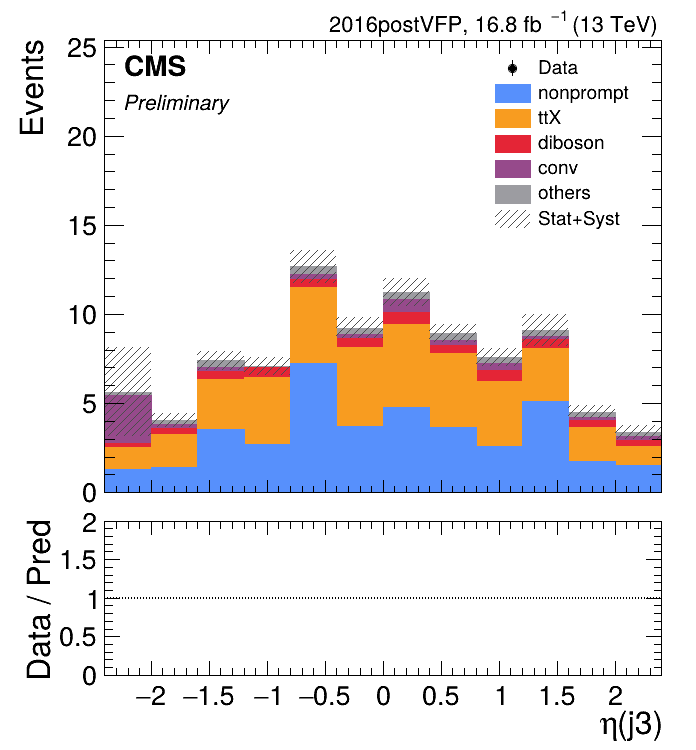 2016postVFP, 16.8 fb⁻¹ (13 TeV)
Events
CMS
Preliminary
Data
nonprompt
ttX
diboson
conv
others
Stat+Syst
25
20
15
10
5
0
Data / Pred
2
1.5
1
0.5
0
−2 −1.5 −1 −0.5 0 0.5 1 1.5 2
η(j3)